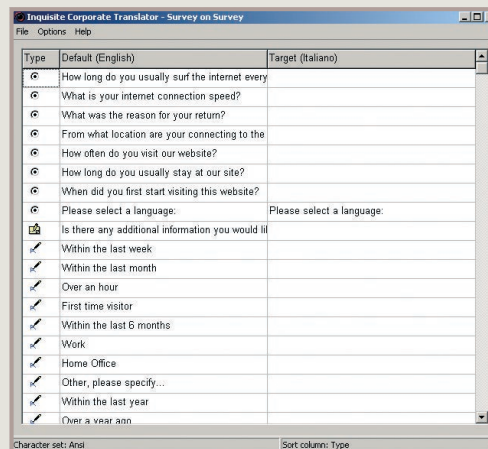 Inquisite Corporate Translator - Survey on Survey
File Options Help
Type Default (English) Target (Italiano)
How long do you usually surf the internet every
What is your internet connection speed?
What was the reason for your return?
From what location are your connecting to the
How often do you visit our website?
How long do you usually stay at our site?
When did you first start visiting this website?
Please select a language: Please select a language:
Is there any additional information you would lil
Within the last week
Within the last month
Over an hour
First time visitor
Within the last 6 months
Work
Home Office
Other, please specify...
Within the last year
Over a year ago
Character set: Ansi Sort column: Type